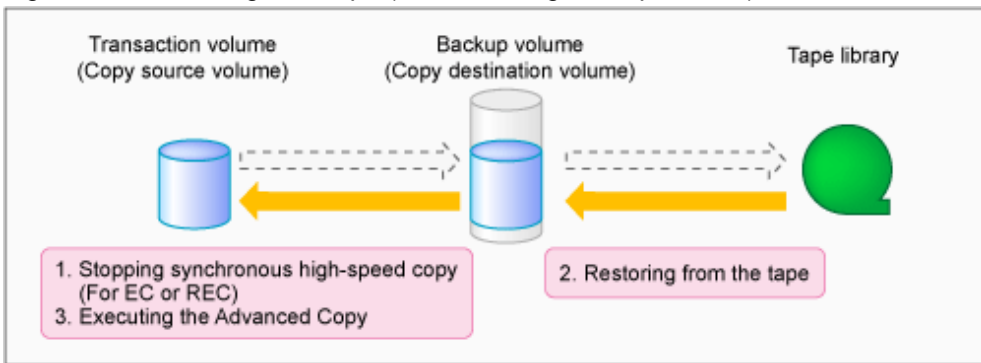 Transaction volume
(Copy source volume)
Backup volume
(Copy destination volume)
Tape library
1. Stopping synchronous high-speed copy
(For EC or REC)
3. Executing the Advanced Copy
2. Restoring from the tape